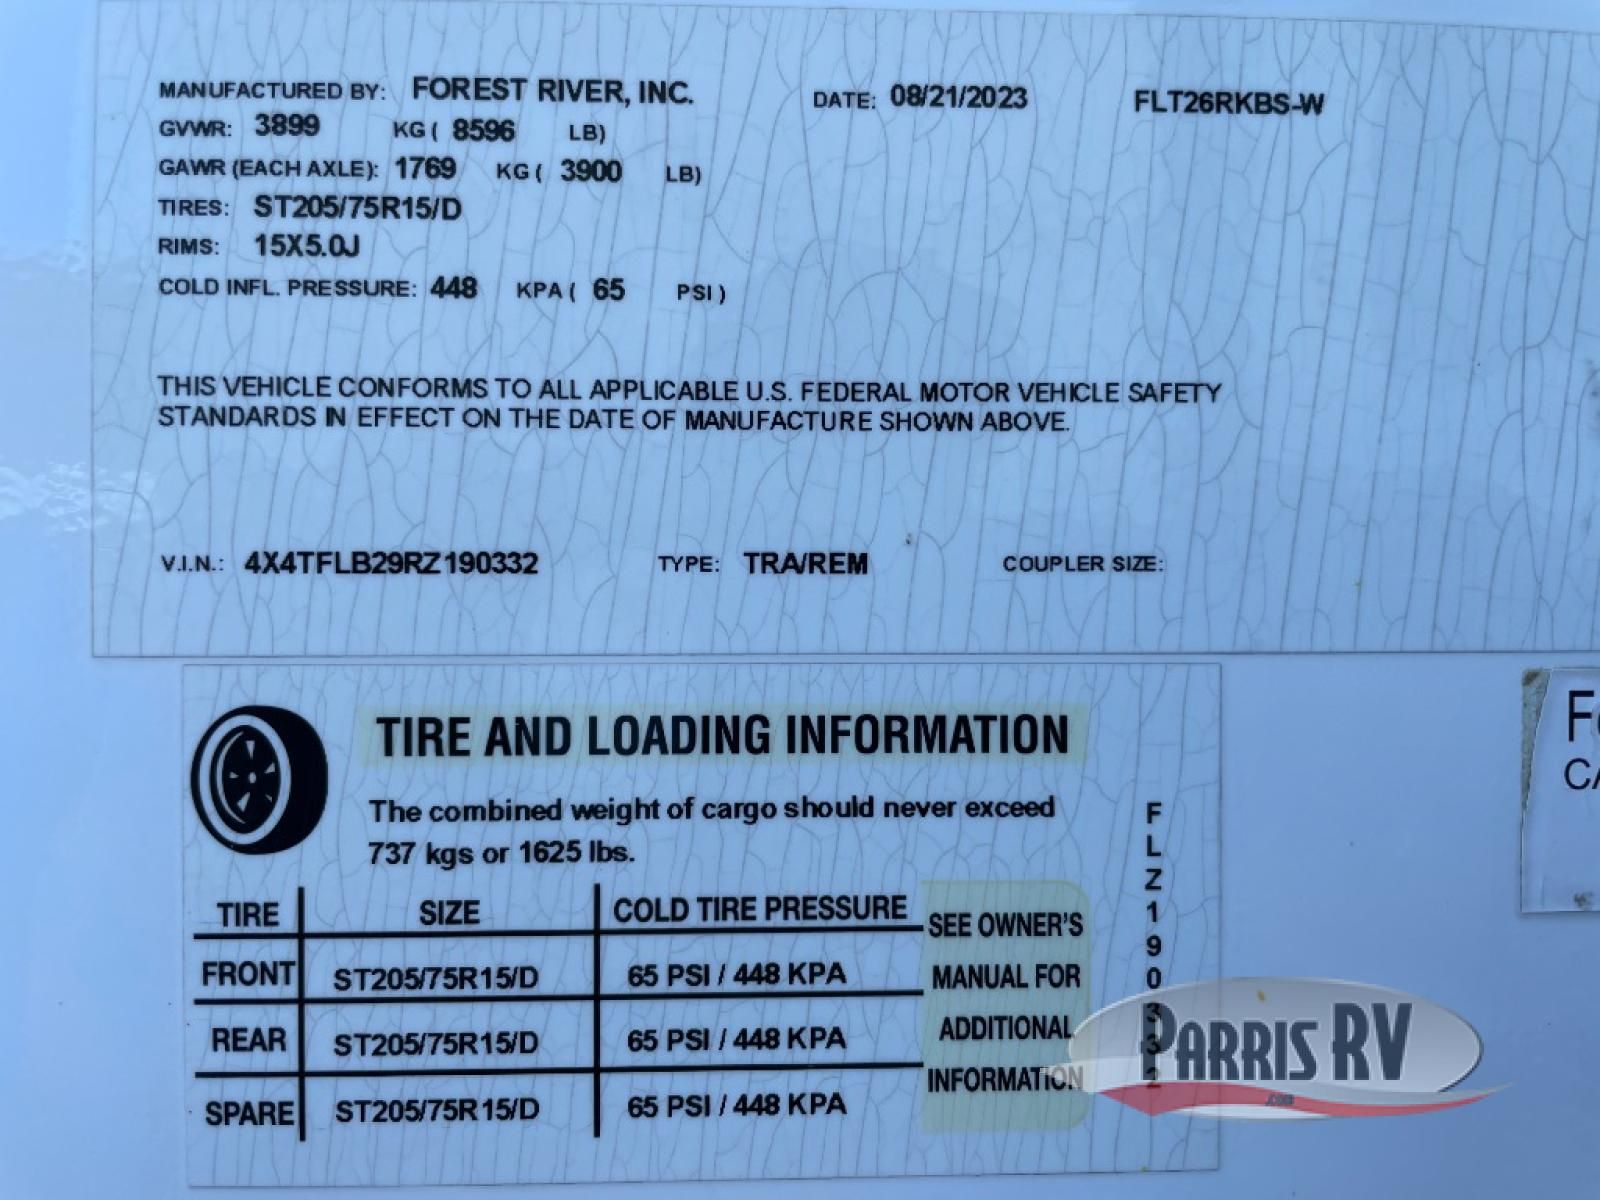 MANUFACTURED BY: FOREST RIVER, INC. DATE: 08/21/2023 FLT26RKBS-W
GVWR: 3899 KG ( 8596 LB)
GAWR (EACH AXLE): 1769 KG ( 3900 LB)
TIRES: ST205/75R15/D
RIMS: 15X5.0J
COLD INFL. PRESSURE: 448 KPA ( 65 PSI )
THIS VEHICLE CONFORMS TO ALL APPLICABLE U.S. FEDERAL MOTOR VEHICLE SAFETY
STANDARDS IN EFFECT ON THE DATE OF MANUFACTURE SHOWN ABOVE.
V.I.N.: 4X4TFLB29RZ190332 TYPE: TRA/REM COUPLER SIZE:
TIRE AND LOADING INFORMATION
The combined weight of cargo should never exceed
737 kgs or 1625 lbs.
TIRE SIZE COLD TIRE PRESSURE
FRONT ST205/75R15/D 65 PSI / 448 KPA
REAR ST205/75R15/D 65 PSI / 448 KPA
SPARE ST205/75R15/D 65 PSI / 448 KPA
SEE OWNER'S
MANUAL FOR
ADDITIONAL
INFORMATION
FLZ190332
PARRIS RV
.com